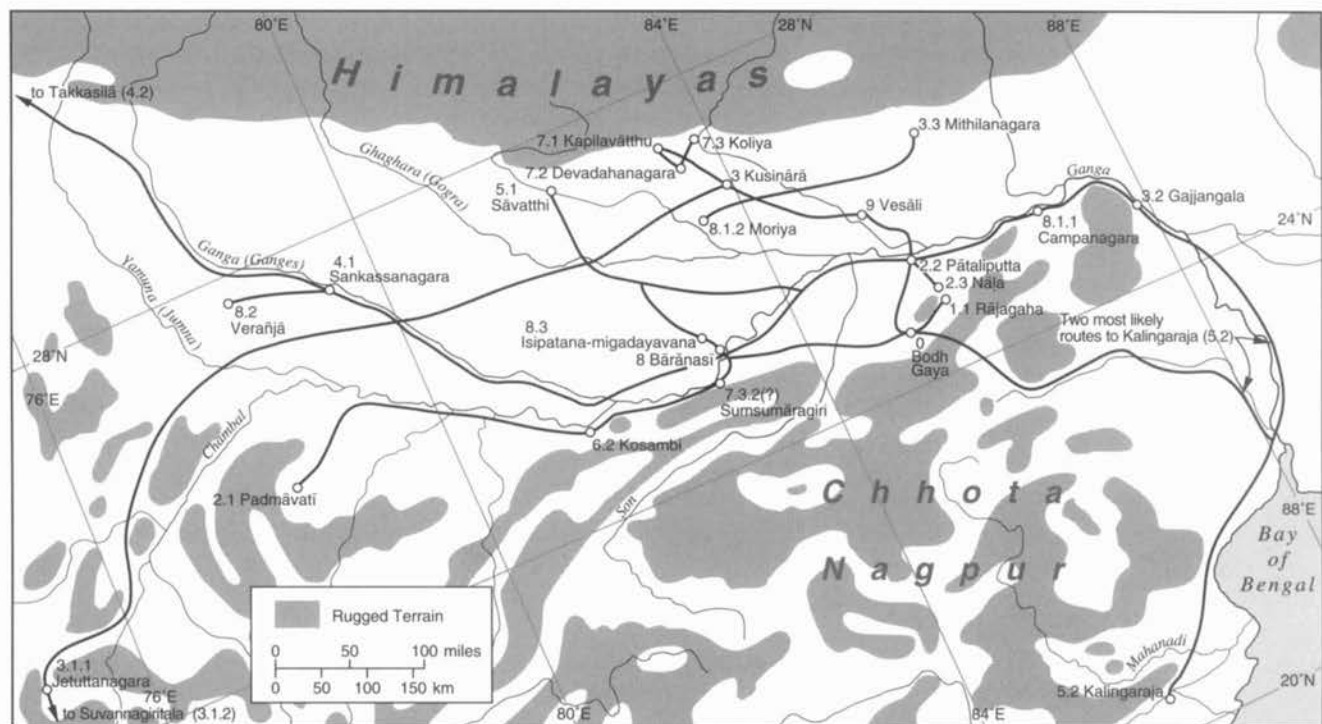 80°E
84°E
28°N
88°E
Himalayas
to Takkasilā (4.2)
7.1 Kapilavātthu
7.3 Koliya
3.3 Mithilanagara
Ghaghara (Gogra)
7.2 Devadahanagara
3 Kusinārā
Ganga
5.1
Sāvatthi
9 Vesāli
3.2 Gajjangala
24°N
8.1.2 Moriya
8.1.1
Campanagara
Ganga (Ganges)
4.1
Sankassanagara
2.2 Pātaliputta
2.3 Nāla
Yamuna (Jumna)
8.2
Verañjā
1.1 Rājagaha
8.3
Isipatana-migadayavana
Two most likely
routes to Kalingaraja (5.2)
8 Bārānasī
0
Bodh
Gaya
28°N
76°E
7.3.2(?)
Sumsumāragiri
Chambal
6.2 Kosambi
2.1 Padmāvatī
Son
Chhota
Nagpur
88°E
Bay
of
Bengal
Rugged Terrain
0 50 100 miles
0 50 100 150 km
Mahanadi
3.1.1
Jetuttanagara
76°E
to Suvannagiritala (3.1.2)
80°E
84°E
5.2 Kalingaraja
20°N